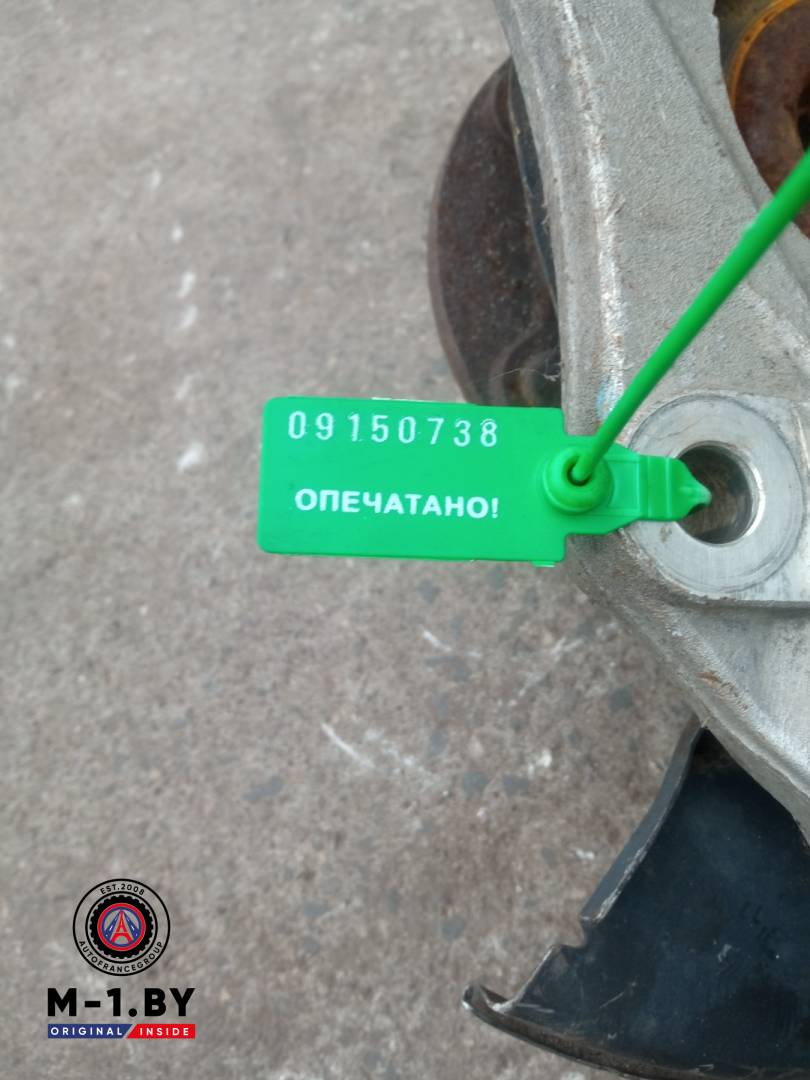 09150738
ОПЕЧАТАНО!
EST.2008
AUTOFRANCEGROUP
M-1.BY
ORIGINAL INSIDE